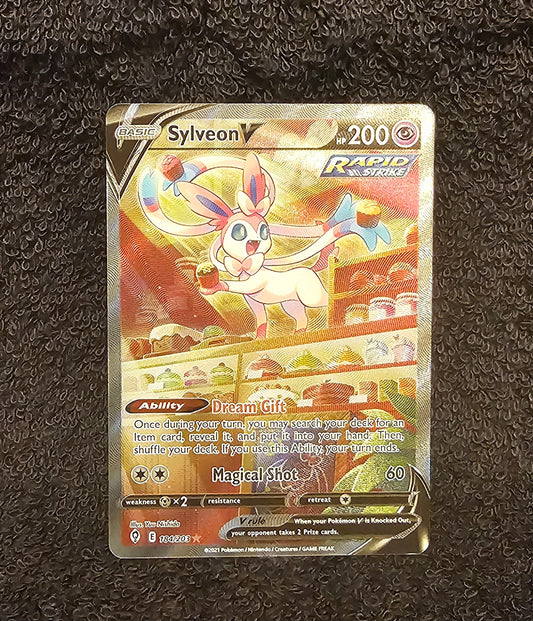 BASIC Sylveon V HP 200
RAPID STRIKE
Ability Dream Gift
Once during your turn, you may search your deck for an
Item card, reveal it, and put it into your hand. Then,
shuffle your deck. If you use this Ability, your turn ends.
Magical Shot 60
weakness ×2 resistance retreat
Illus. Yuu Nishida
V rule When your Pokémon V is Knocked Out,
your opponent takes 2 Prize cards.
E 184/203
©2021 Pokémon / Nintendo / Creatures / GAME FREAK